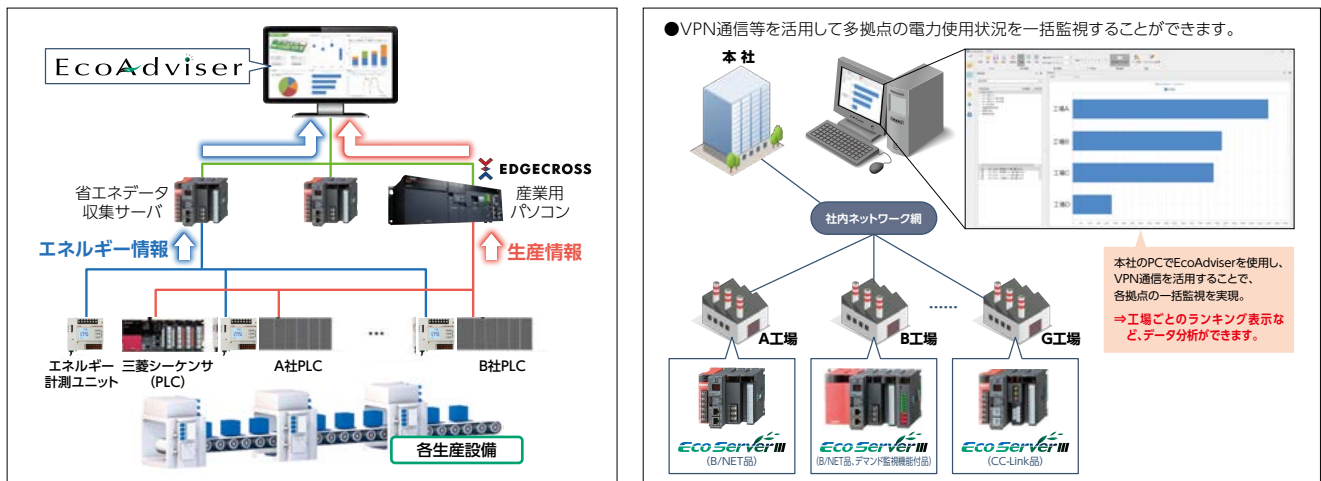 EcoAdviser
EDGECROSS
省エネデータ
収集サーバ
産業用
パソコン
エネルギー情報
生産情報
エネルギー
計測ユニット
三菱シーケンサ
(PLC)
A社PLC
…
B社PLC
各生産設備
●VPN通信等を活用して多拠点の電力使用状況を一括監視することができます。
本 社
工場A
工場B
工場C
工場D
社内ネットワーク網
本社のPCでEcoAdviserを使用し、
VPN通信を活用することで、
各拠点の一括監視を実現。
⇒工場ごとのランキング表示な
ど、データ分析ができます。
……
A工場
B工場
G工場
EcoServerⅢ
(B/NET品)
EcoServerⅢ
(B/NET品、デマンド監視機能付品)
EcoServerⅢ
(CC-Link品)